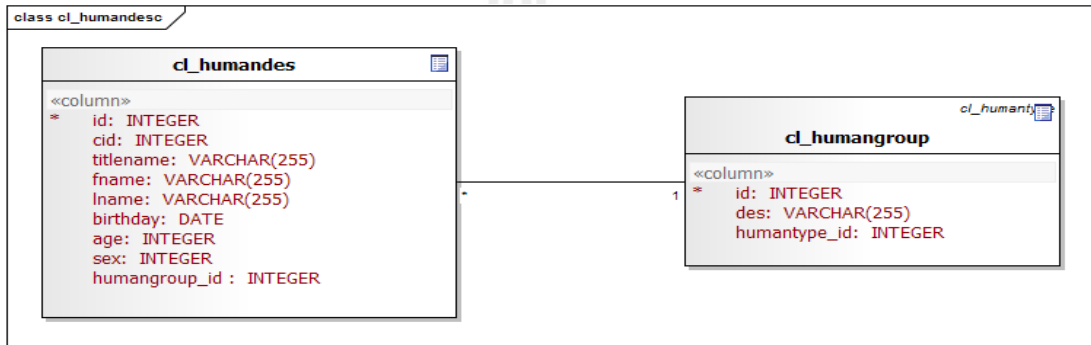 class cl_humandesc
cl_humandes
«column»
* id: INTEGER
cid: INTEGER
titlename: VARCHAR(255)
fname: VARCHAR(255)
lname: VARCHAR(255)
birthday: DATE
age: INTEGER
sex: INTEGER
humangroup_id : INTEGER
*
1
cl_humangroup
«column»
* id: INTEGER
des: VARCHAR(255)
humantype_id: INTEGER